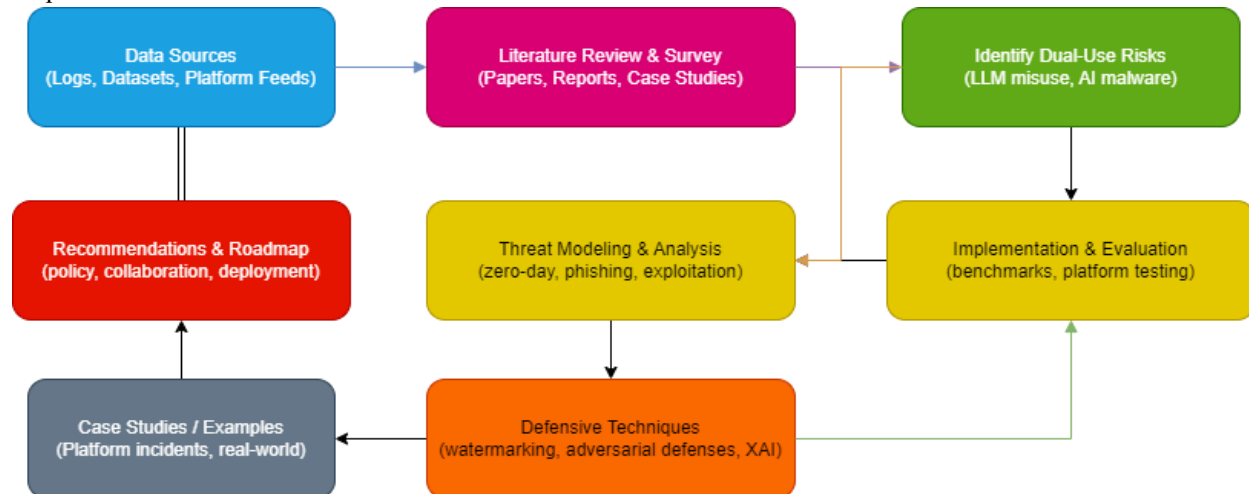 Data Sources
(Logs, Datasets, Platform Feeds)
Literature Review & Survey
(Papers, Reports, Case Studies)
Identify Dual-Use Risks
(LLM misuse, AI malware)
Recommendations & Roadmap
(policy, collaboration, deployment)
Threat Modeling & Analysis
(zero-day, phishing, exploitation)
Implementation & Evaluation
(benchmarks, platform testing)
Case Studies / Examples
(Platform incidents, real-world)
Defensive Techniques
(watermarking, adversarial defenses, XAI)